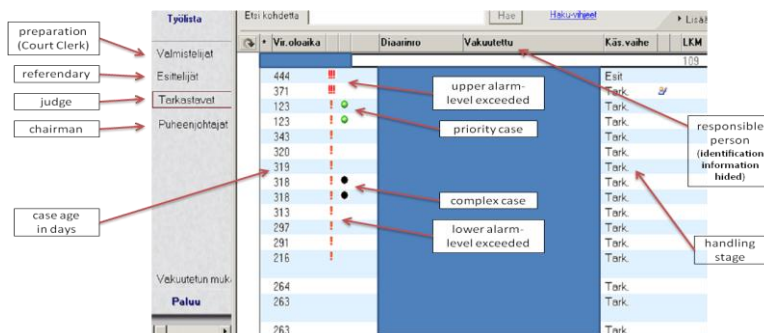 Työlista
Etsi kohdetta
Hae
Haku-vihjeet
preparation
(Court Clerk)
referendary
judge
chairman
case age
in days
Valmistelijat
Esittelijät
Tarkastavat
Puheenjohtajat
Vakuutetun muk
Paluu
* Vir.oloaika Diaarinro Vakuutettu Käs.vaihe LKM
109
444 !!! Esit
371 !!! Tark.
123 ! Tark.
123 ! Tark.
343 ! Tark.
320 ! Tark.
319 ! Tark.
318 ! Tark.
318 ! Tark.
313 ! Tark.
297 ! Tark.
291 ! Tark.
216 ! Tark.
264 Tark.
263 Tark.
263 Tark.
upper alarm-
level exceeded
priority case
complex case
lower alarm-
level exceeded
responsible
person
(identification
information
hided)
handling
stage